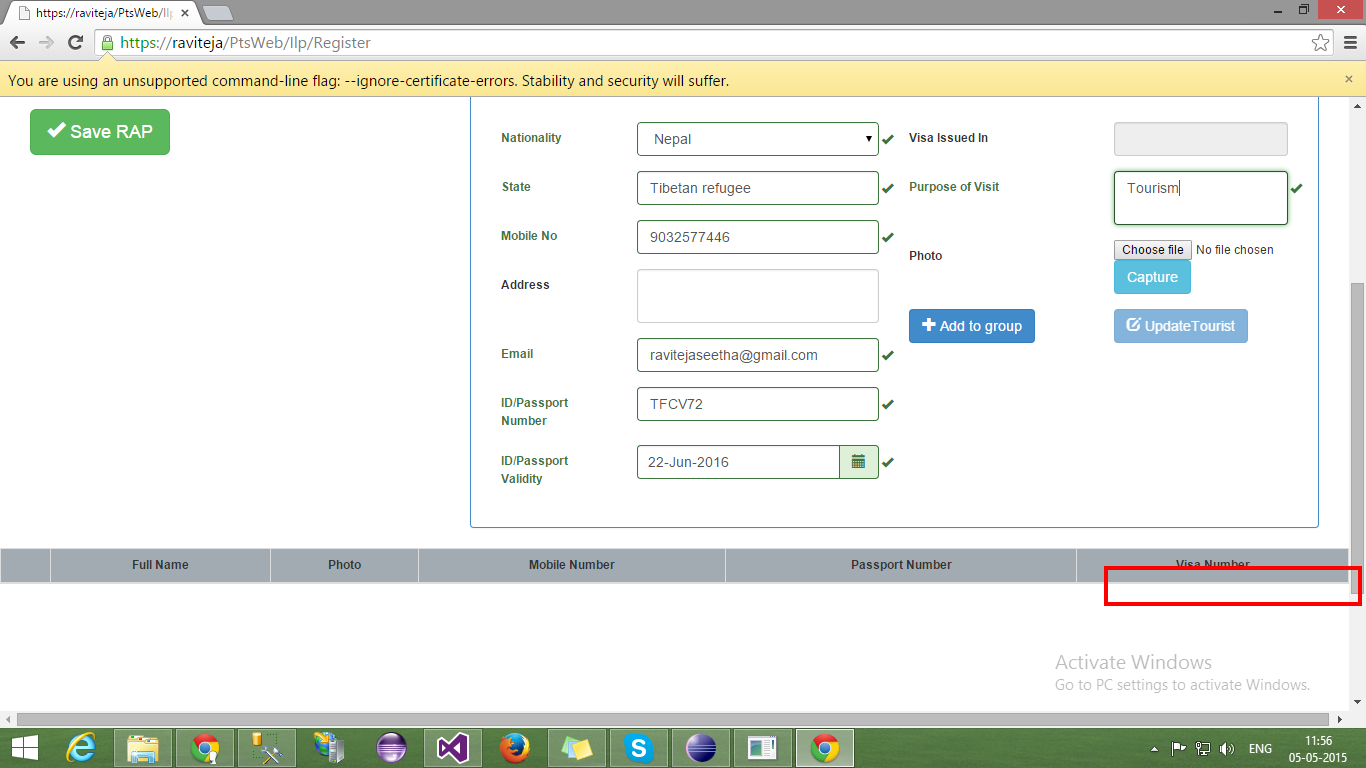 https://raviteja/PtsWeb/Ilp
https://raviteja/PtsWeb/Ilp/Register
You are using an unsupported command-line flag: --ignore-certificate-errors. Stability and security will suffer.
Save RAP
Nationality
Nepal
Visa Issued In
State
Tibetan refugee
Purpose of Visit
Tourism
Mobile No
9032577446
Photo
Choose file No file chosen
Capture
Address
Add to group
UpdateTourist
Email
ravitejaseetha@gmail.com
ID/Passport
Number
TFCV72
ID/Passport
Validity
22-Jun-2016
Full Name Photo Mobile Number Passport Number Visa Number
Activate Windows
Go to PC settings to activate Windows.
ENG
11:56
05-05-2015